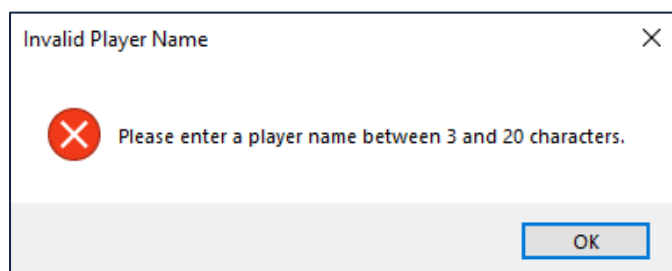 Invalid Player Name
Please enter a player name between 3 and 20 characters.
OK